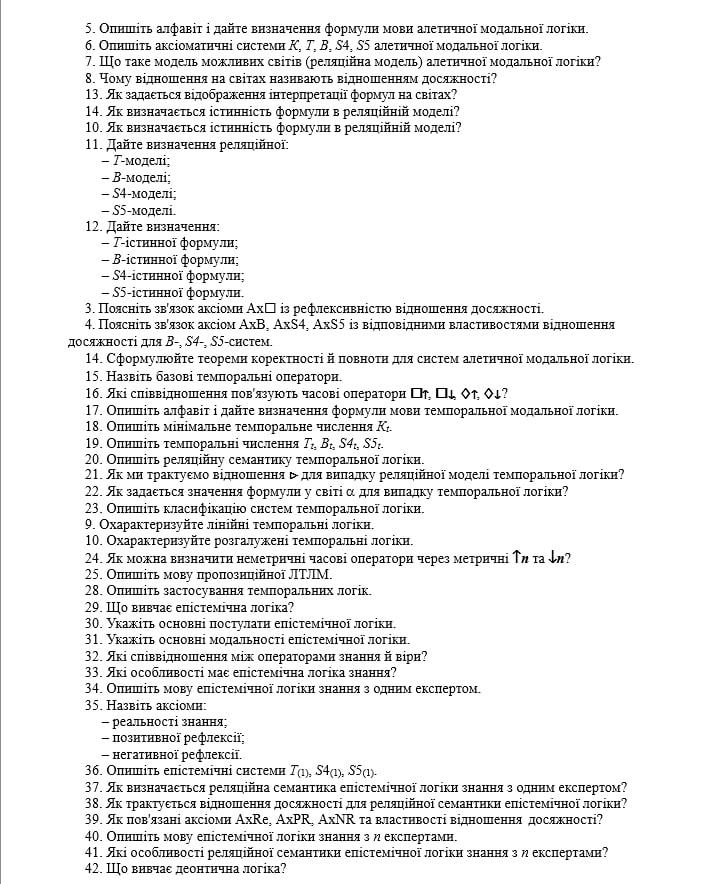 5. Опишіть алфавіт і дайте визначення формули мови алетичної модальної логіки.
6. Опишіть аксіоматичні системи K, T, B, S4, S5 алетичної модальної логіки.
7. Що таке модель можливих світів (реляційна модель) алетичної модальної логіки?
8. Чому відношення на світах називають відношенням досяжності?
13. Як задається відображення інтерпретації формул на світах?
14. Як визначається істинність формули в реляційній моделі?
10. Як визначається істинність формули в реляційній моделі?
11. Дайте визначення реляційної:
– T-моделі;
– B-моделі;
– S4-моделі;
– S5-моделі.
12. Дайте визначення:
– T-істинної формули;
– B-істинної формули;
– S4-істинної формули;
– S5-істинної формули.
3. Поясніть зв'язок аксіоми Ax□ із рефлексивністю відношення досяжності.
4. Поясніть зв'язок аксіом AxB, AxS4, AxS5 із відповідними властивостями відношення
досяжності для B-, S4-, S5-систем.
14. Сформулюйте теореми коректності й повноти для систем алетичної модальної логіки.
15. Назвіть базові темпоральні оператори.
16. Які співвідношення пов'язують часові оператори □↑, □↓, ◊↑, ◊↓?
17. Опишіть алфавіт і дайте визначення формули мови темпоральної модальної логіки.
18. Опишіть мінімальне темпоральне числення Kt.
19. Опишіть темпоральні числення Tt, Bt, S4t, S5t.
20. Опишіть реляційну семантику темпоральної логіки.
21. Як ми трактуємо відношення ⊳ для випадку реляційної моделі темпоральної логіки?
22. Як задається значення формули у світі α для випадку темпоральної логіки?
23. Опишіть класифікацію систем темпоральної логіки.
9. Охарактеризуйте лінійні темпоральні логіки.
10. Охарактеризуйте розгалужені темпоральні логіки.
24. Як можна визначити неметричні часові оператори через метричні ↑n та ↓n?
25. Опишіть мову пропозиційної ЛТЛМ.
28. Опишіть застосування темпоральних логік.
29. Що вивчає епістемічна логіка?
30. Укажіть основні постулати епістемічної логіки.
31. Укажіть основні модальності епістемічної логіки.
32. Які співвідношення між операторами знання й віри?
33. Які особливості має епістемічна логіка знання?
34. Опишіть мову епістемічної логіки знання з одним експертом.
35. Назвіть аксіоми:
– реальності знання;
– позитивної рефлексії;
– негативної рефлексії.
36. Опишіть епістемічні системи T(1), S4(1), S5(1).
37. Як визначається реляційна семантика епістемічної логіки знання з одним експертом?
38. Як трактується відношення досяжності для реляційної семантики епістемічної логіки?
39. Як пов'язані аксіоми AxRe, AxPR, AxNR та властивості відношення досяжності?
40. Опишіть мову епістемічної логіки знання з n експертами.
41. Які особливості реляційної семантики епістемічної логіки знання з n експертами?
42. Що вивчає деонтична логіка?